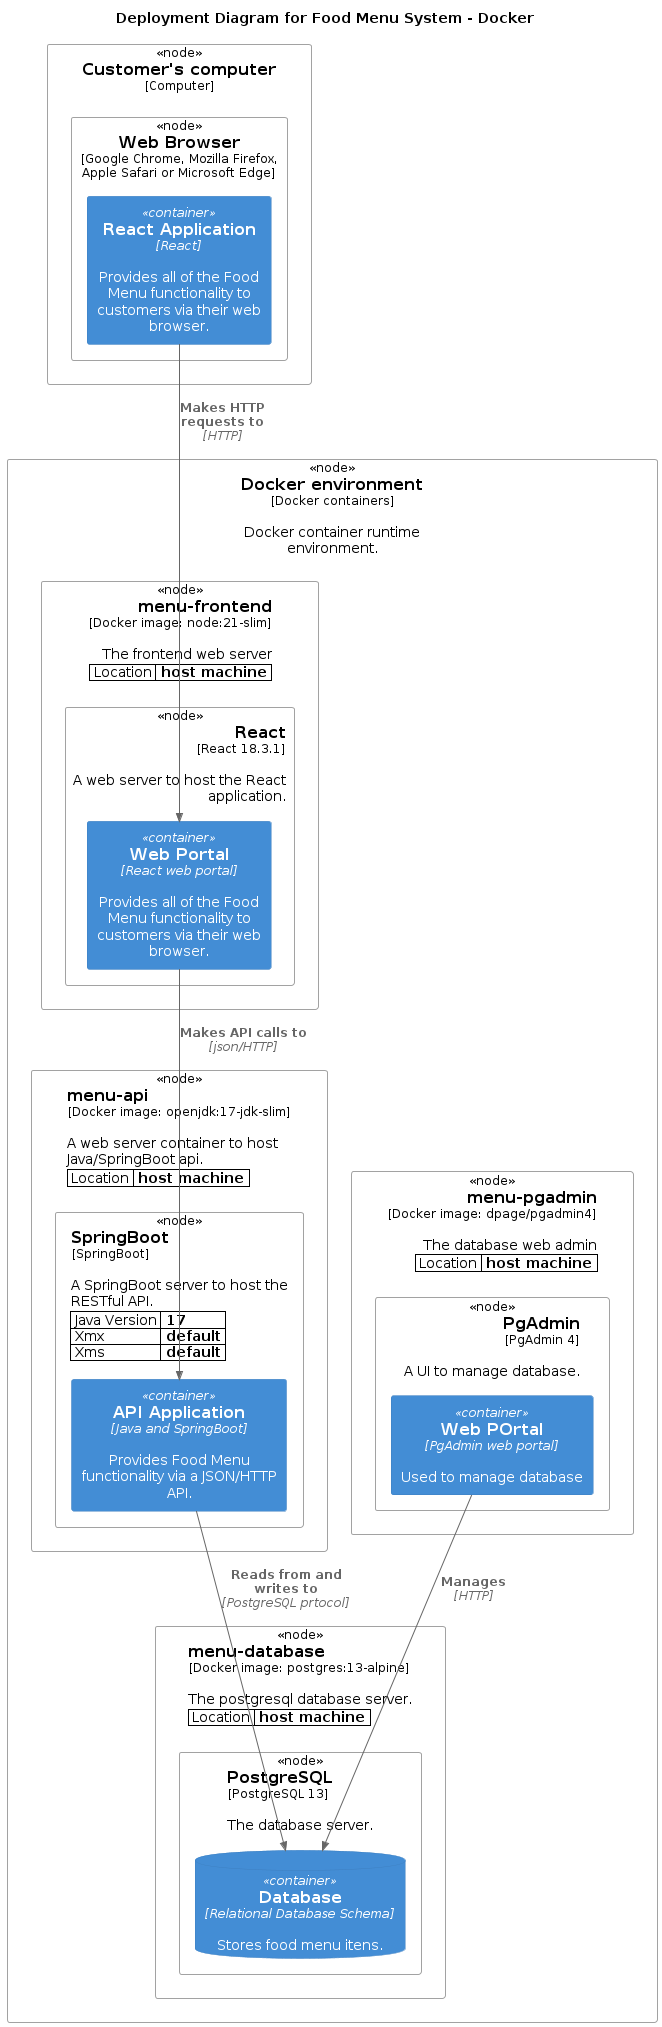 Deployment Diagram for Food Menu System - Docker
«node»
Customer's computer
[Computer]
«node»
Web Browser
[Google Chrome, Mozilla Firefox,
Apple Safari or Microsoft Edge]
«container»
React Application
[React]
Provides all of the Food
Menu functionality to
customers via their web
browser.
Makes HTTP
requests to
[HTTP]
«node»
Docker environment
[Docker containers]
Docker container runtime
environment.
«node»
menu-frontend
[Docker image: node:21-slim]
The frontend web server
Location host machine
«node»
React
[React 18.3.1]
A web server to host the React
application.
«container»
Web Portal
[React web portal]
Provides all of the Food
Menu functionality to
customers via their web
browser.
Makes API calls to
[json/HTTP]
«node»
menu-api
[Docker image: openjdk:17-jdk-slim]
A web server container to host
Java/SpringBoot api.
Location host machine
«node»
SpringBoot
[SpringBoot]
A SpringBoot server to host the
RESTful API.
Java Version 17
Xmx default
Xms default
«container»
API Application
[Java and SpringBoot]
Provides Food Menu
functionality via a JSON/HTTP
API.
«node»
menu-pgadmin
[Docker image: dpage/pgadmin4]
The database web admin
Location host machine
«node»
PgAdmin
[PgAdmin 4]
A UI to manage database.
«container»
Web POrtal
[PgAdmin web portal]
Used to manage database
Reads from and
writes to
[PostgreSQL prtocol]
Manages
[HTTP]
«node»
menu-database
[Docker image: postgres:13-alpine]
The postgresql database server.
Location host machine
«node»
PostgreSQL
[PostgreSQL 13]
The database server.
«container»
Database
[Relational Database Schema]
Stores food menu itens.